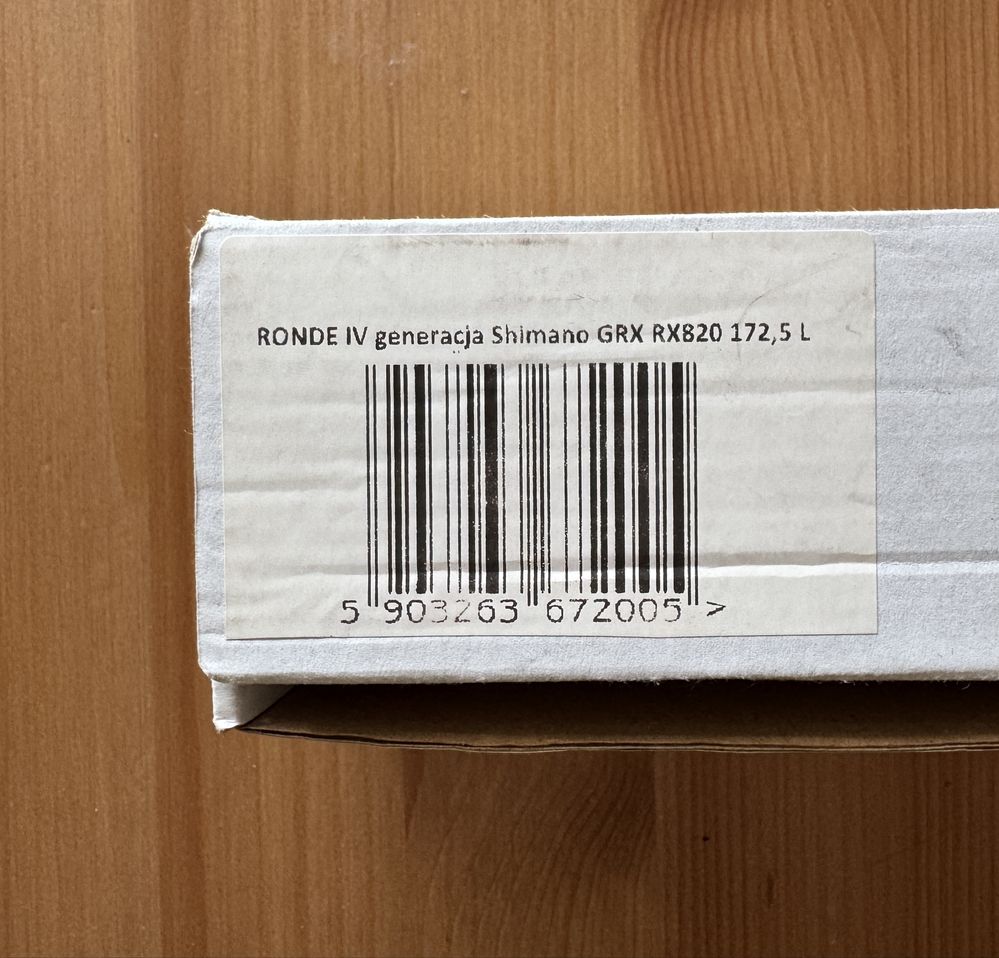 RONDE IV generacja Shimano GRX RX820 172,5 L
5 903263 672005 >